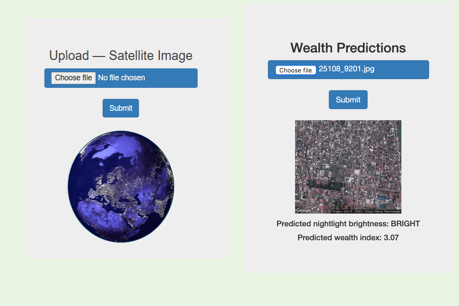 Upload — Satellite Image
Choose file No file chosen
Submit
Wealth Predictions
Choose file 25108_9201.jpg
Submit
Predicted nightlight brightness: BRIGHT
Predicted wealth index: 3.07